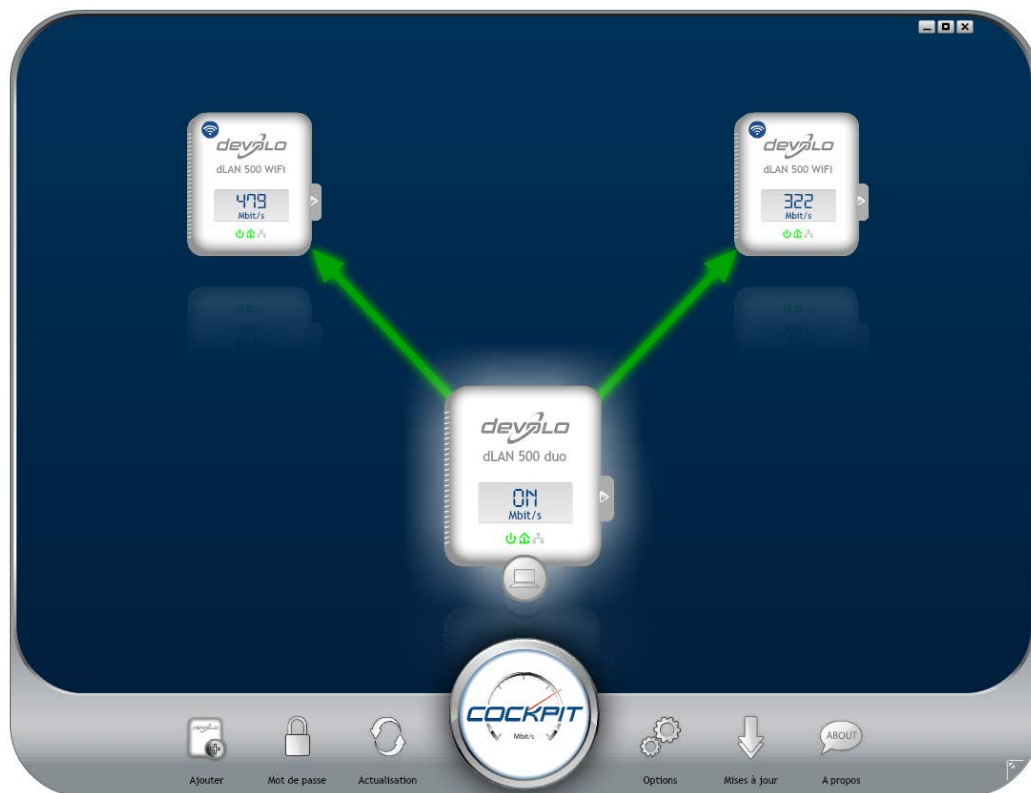 devolo
dLAN 500 WiFi
479
Mbit/s
devolo
dLAN 500 WiFi
322
Mbit/s
devolo
dLAN 500 duo
ON
Mbit/s
COCKPIT
Mbit/s
devolo
Ajouter
Mot de passe
Actualisation
Options
Mises à jour
ABOUT
A propos